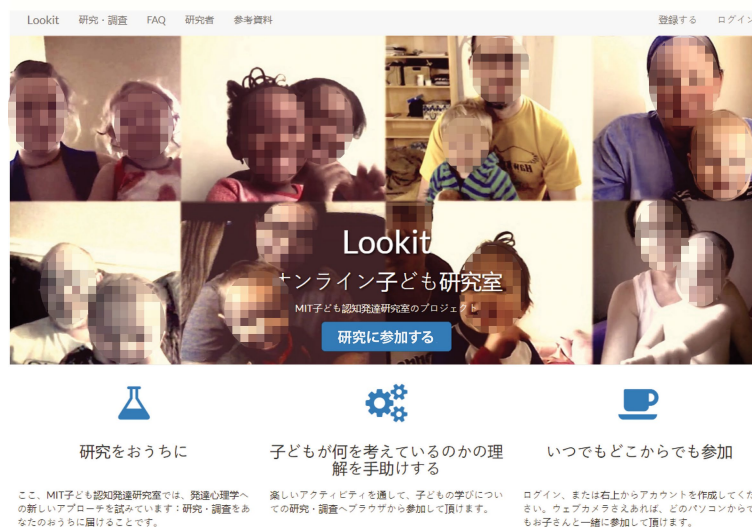 Lookit 研究・調査 FAQ 研究者 参考資料 登録する ログイン
Lookit
オンライン子ども研究室
MIT子ども認知発達研究室のプロジェクト
研究に参加する
研究をおうちに
ここ、MIT子ども認知発達研究室では、発達心理学へ
の新しいアプローチを試みています:研究・調査をあ
なたのおうちに届けることです。
子どもが何を考えているのかの理
解を手助けする
楽しいアクティビティを通して、子どもの学びについ
ての研究・調査へブラウザから参加して頂けます。
いつでもどこからでも参加
ログイン、または右上からアカウントを作成してくだ
さい。ウェブカメラさえあれば、どのパソコンからで
もお子さんと一緒に参加して頂けます。